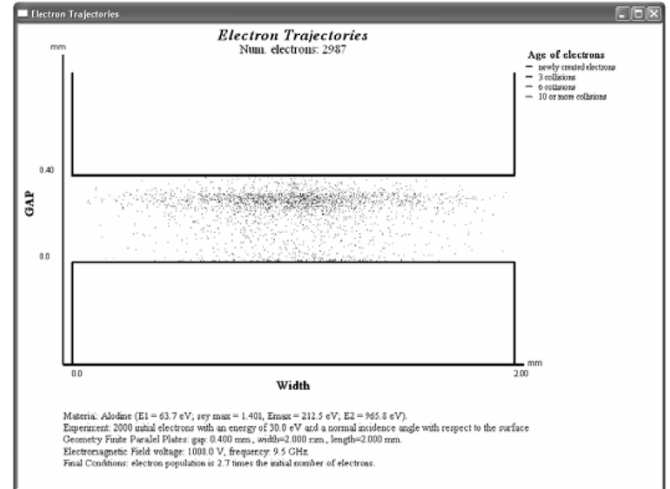 Electron Trajectories
Electron Trajectories
Num. electrons: 2987
mm
Age of electrons
newly created electrons
3 collisions
6 collisions
10 or more collisions
0.40
GAP
0.0
mm
0.0
2.00
Width
Material: Alodine (E1 = 63.7 eV; sey max = 1.401, Emax = 212.5 eV; E2 = 965.8 eV).
Experiment: 2000 initial electrons with an energy of 30.0 eV and a normal incidence angle with respect to the surface
Geometry Finite Parallel Plates: gap: 0.400 mm., width=2.000 mm., length=2.000 mm.
Electromagnetic Field voltage: 1000.0 V, frequency: 9.5 GHz.
Final Conditions: electron population is 2.7 times the initial number of electrons.